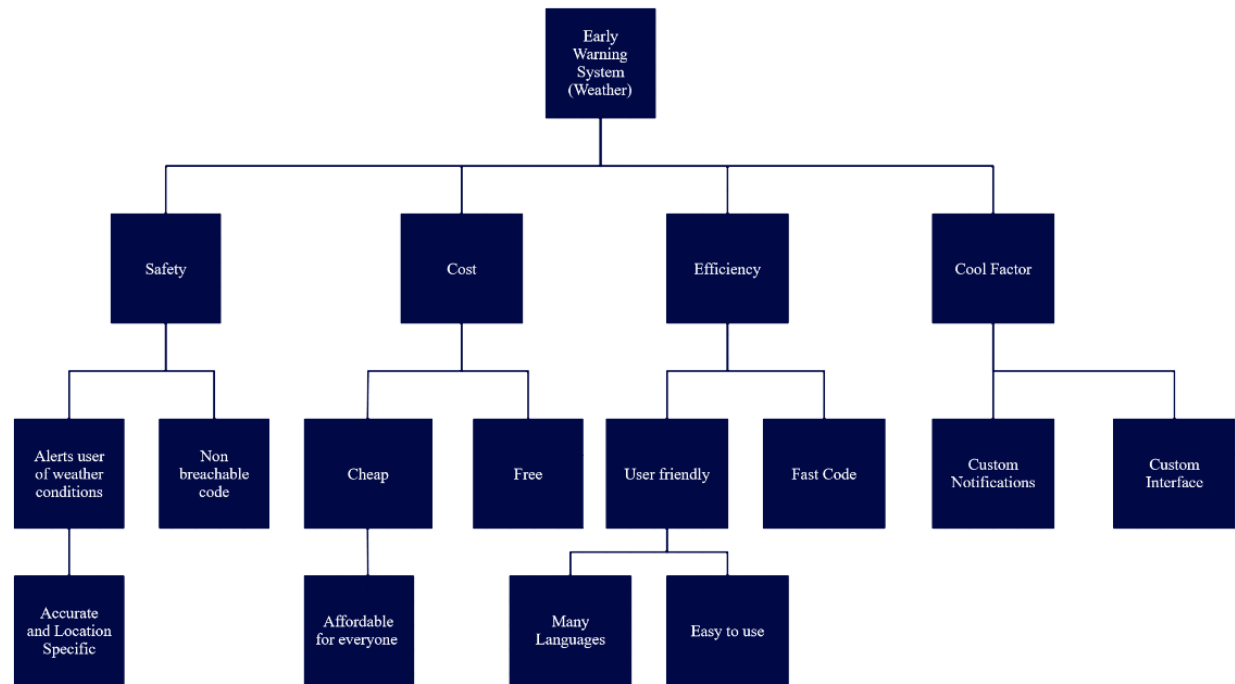 Early
Warning
System
(Weather)
Safety
Cost
Efficiency
Cool Factor
Alerts user
of weather
conditions
Non
breachable
code
Cheap
Free
User friendly
Fast Code
Custom
Notifications
Custom
Interface
Accurate
and Location
Specific
Affordable
for everyone
Many
Languages
Easy to use